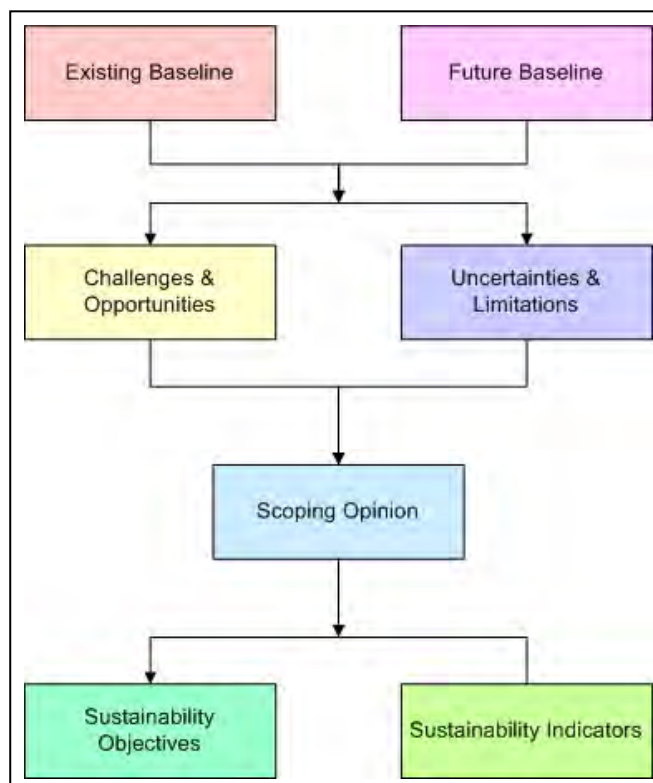 Existing Baseline
Future Baseline
Challenges &
Opportunities
Uncertainties &
Limitations
Scoping Opinion
Sustainability
Objectives
Sustainability Indicators